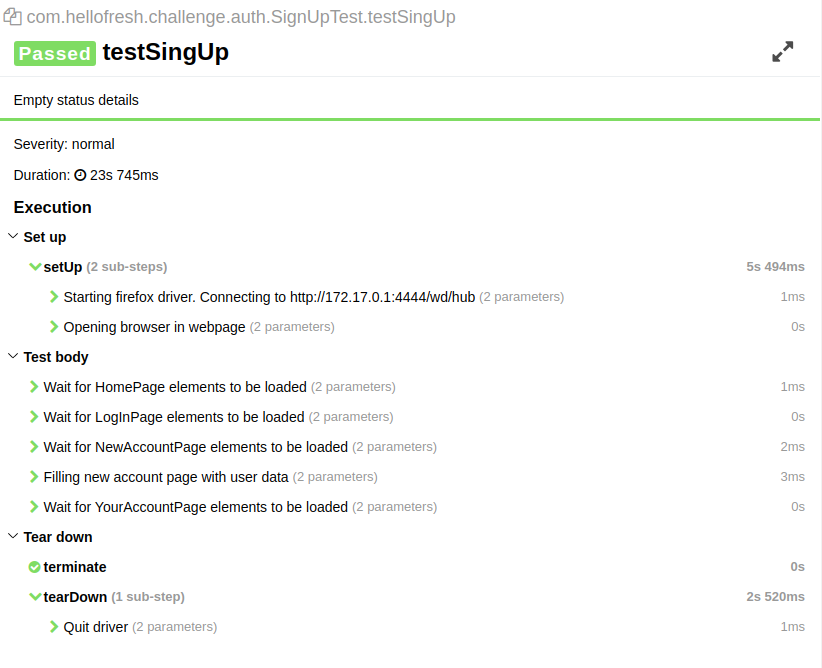 com.hellofresh.challenge.auth.SignUpTest.testSingUp
Passed testSingUp
Empty status details
Severity: normal
Duration: 23s 745ms
Execution
Set up
setUp (2 sub-steps) 5s 494ms
Starting firefox driver. Connecting to http://172.17.0.1:4444/wd/hub (2 parameters) 1ms
Opening browser in webpage (2 parameters) 0s
Test body
Wait for HomePage elements to be loaded (2 parameters) 1ms
Wait for LogInPage elements to be loaded (2 parameters) 0s
Wait for NewAccountPage elements to be loaded (2 parameters) 2ms
Filling new account page with user data (2 parameters) 3ms
Wait for YourAccountPage elements to be loaded (2 parameters) 0s
Tear down
terminate 0s
tearDown (1 sub-step) 2s 520ms
Quit driver (2 parameters) 1ms